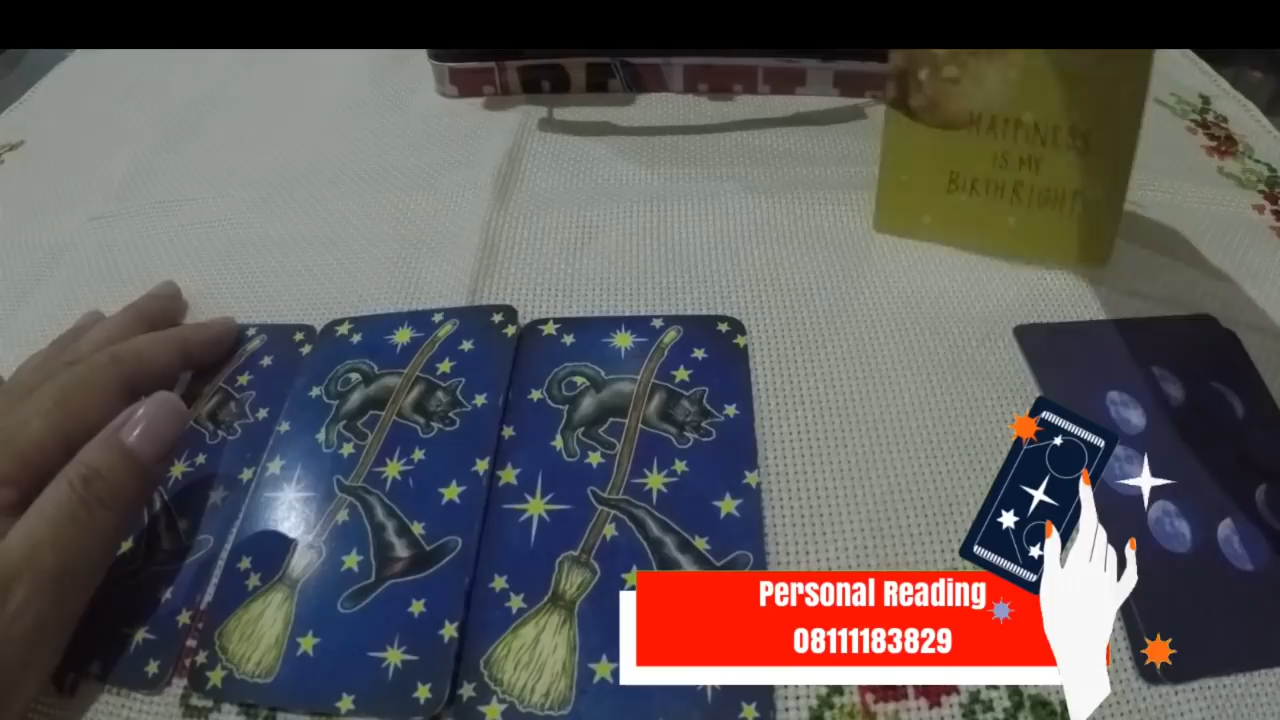 HAPPINESS
IS MY
BIRTHRIGHT
Personal Reading
08111183829